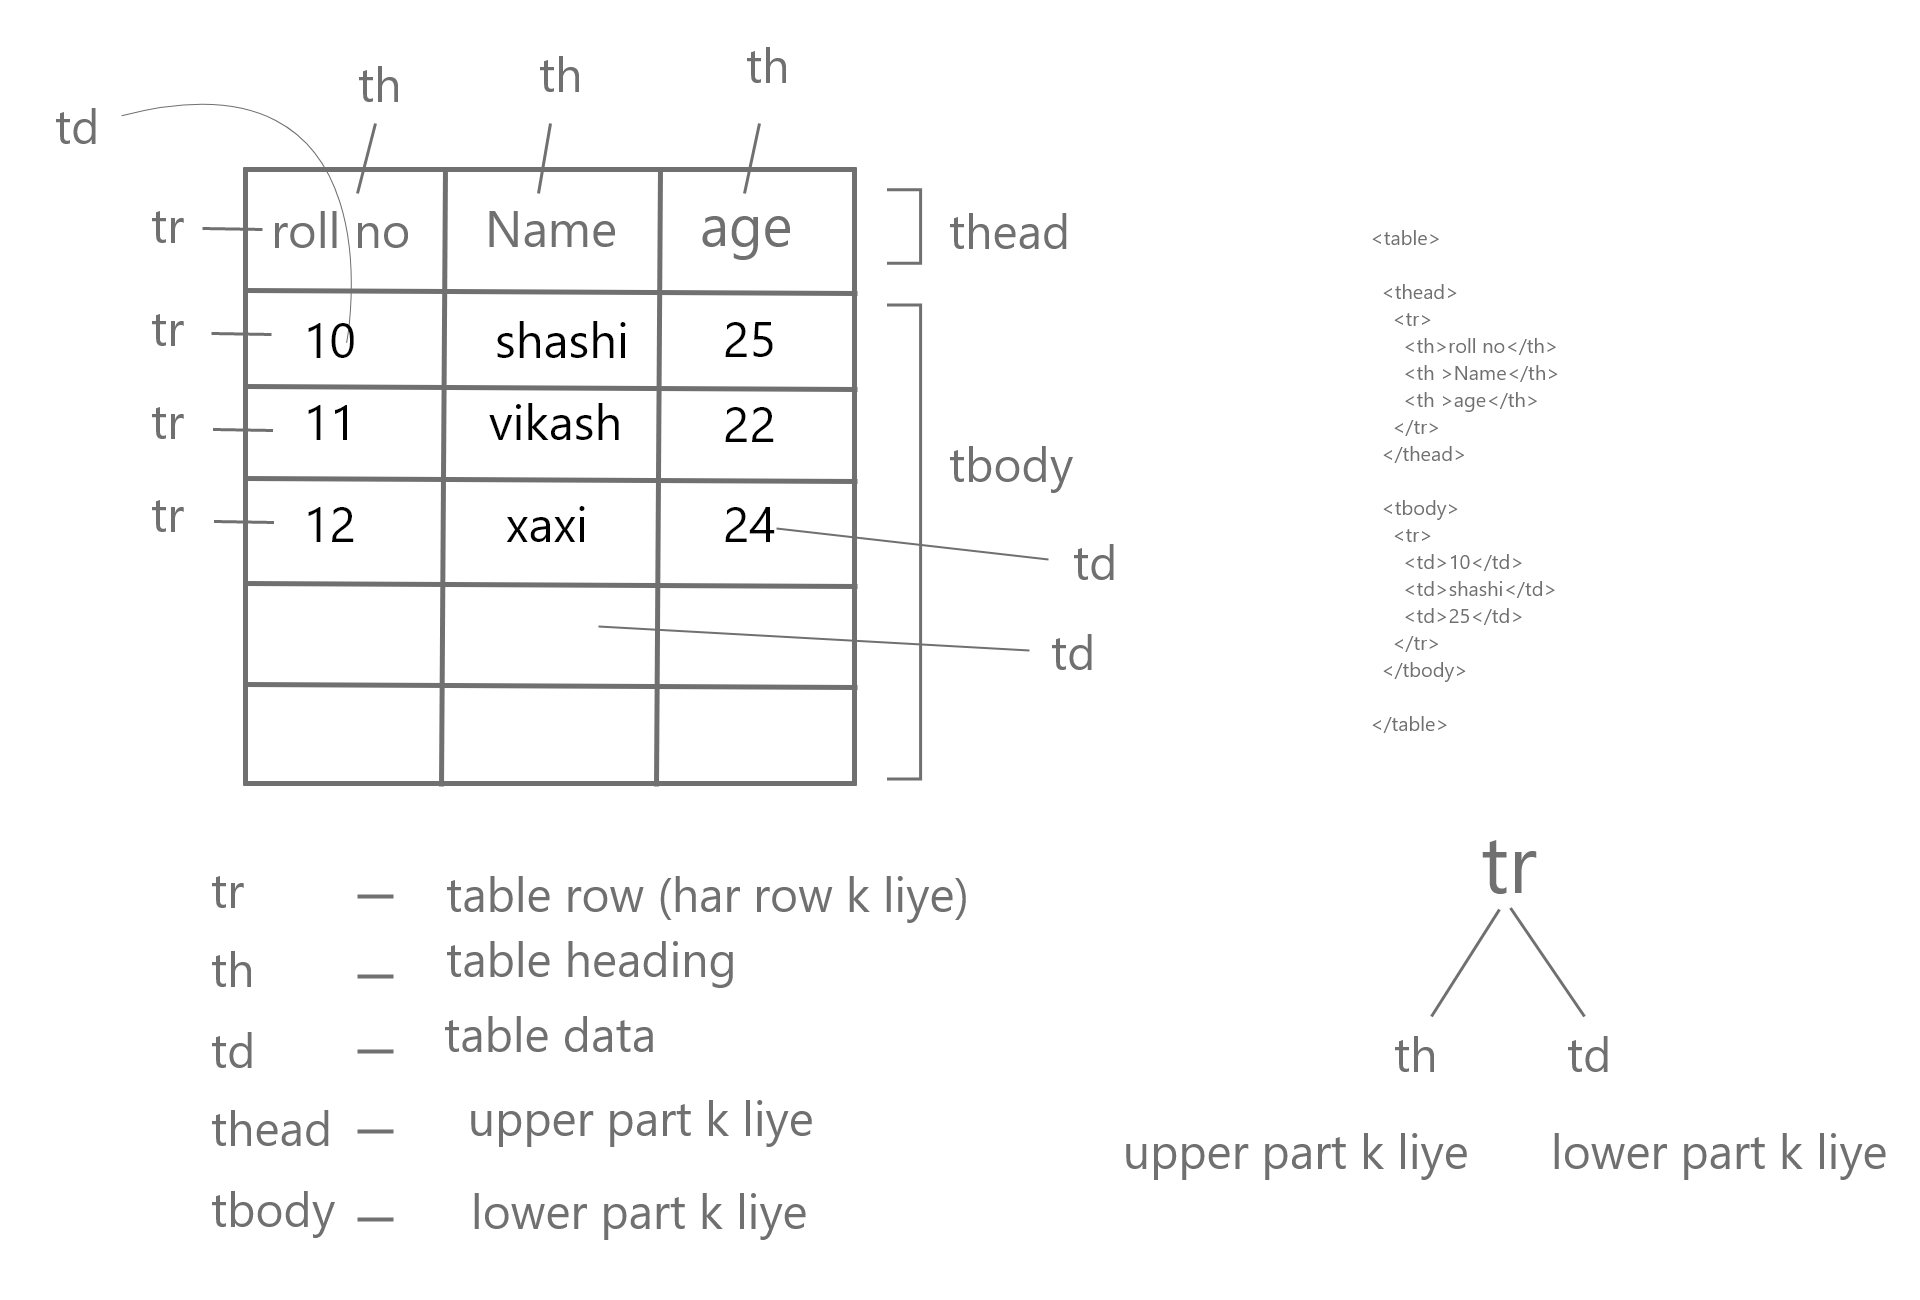 th th th
td
tr roll no Name age thead
tr 10 shashi 25
tr 11 vikash 22
tbody
tr 12 xaxi 24
td
td
<table>
<thead>
<tr>
<th>roll no</th>
<th >Name</th>
<th >age</th>
</tr>
</thead>
<tbody>
<tr>
<td>10</td>
<td>shashi</td>
<td>25</td>
</tr>
</tbody>
</table>
tr — table row (har row k liye)
th — table heading
td — table data
thead — upper part k liye
tbody — lower part k liye
tr
th td
upper part k liye lower part k liye